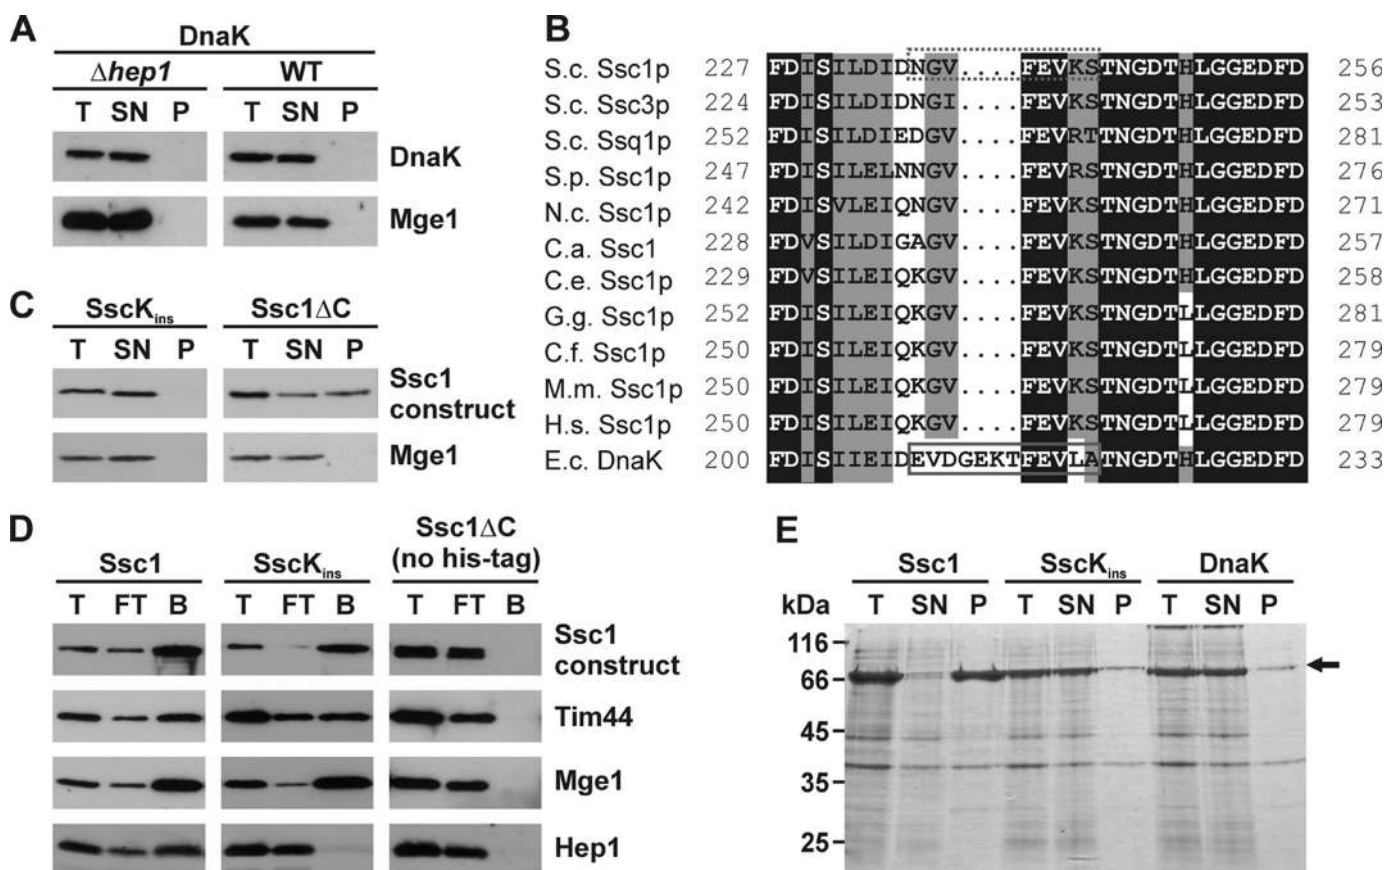 A
DnaK
Δhep1 WT
T SN P T SN P
DnaK
Mge1
B
S.c. Ssc1p 227 FDISILDIDNGV....FEVKSTNGDTHLGGEDFD 256
S.c. Ssc3p 224 FDISILDIDNGI....FEVKSTNGDTHLGGEDFD 253
S.c. Ssq1p 252 FDISILDIEDGV....FEVRTTNGDTHLGGEDFD 281
S.p. Ssc1p 247 FDISILELNNGV....FEVRSTNGDTHLGGEDFD 276
N.c. Ssc1p 242 FDISVLEIQNGV....FEVKSTNGDTHLGGEDFD 271
C.a. Ssc1 228 FDVSILDIGAGV....FEVKSTNGDTHLGGEDFD 257
C.e. Ssc1p 229 FDVSILEIQKGV....FEVKSTNGDTHLGGEDFD 258
G.g. Ssc1p 252 FDISILEIQKGV....FEVKSTNGDTLLGGEDFD 281
C.f. Ssc1p 250 FDISILEIQKGV....FEVKSTNGDTLLGGEDFD 279
M.m. Ssc1p 250 FDISILEIQKGV....FEVKSTNGDTLLGGEDFD 279
H.s. Ssc1p 250 FDISILEIQKGV....FEVKSTNGDTLLGGEDFD 279
E.c. DnaK 200 FDISIIEIDEVDGEKTFEVLATNGDTHLGGEDFD 233
C
SscKins Ssc1ΔC
T SN P T SN P
Ssc1
construct
Mge1
D
Ssc1 SscKins Ssc1ΔC
(no his-tag)
T FT B T FT B T FT B
Ssc1
construct
Tim44
Mge1
Hep1
E
Ssc1 SscKins DnaK
kDa T SN P T SN P T SN P
116
66
45
35
25